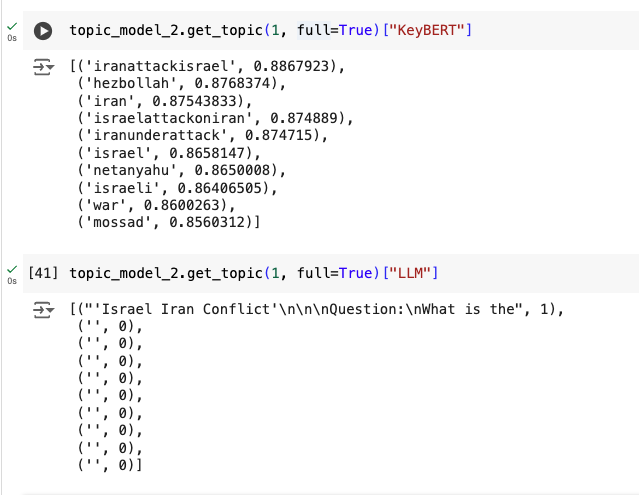 topic_model_2.get_topic(1, full=True)["KeyBERT"]
0s
[('iranattackisrael', 0.8867923),
('hezbollah', 0.8768374),
('iran', 0.87543833),
('israelattackoniran', 0.874889),
('iranunderattack', 0.874715),
('israel', 0.8658147),
('netanyahu', 0.8650008),
('israeli', 0.86406505),
('war', 0.8600263),
('mossad', 0.8560312)]
[41] topic_model_2.get_topic(1, full=True)["LLM"]
0s
[("'Israel Iran Conflict'\n\n\nQuestion:\nWhat is the", 1),
('', 0),
('', 0),
('', 0),
('', 0),
('', 0),
('', 0),
('', 0),
('', 0),
('', 0)]